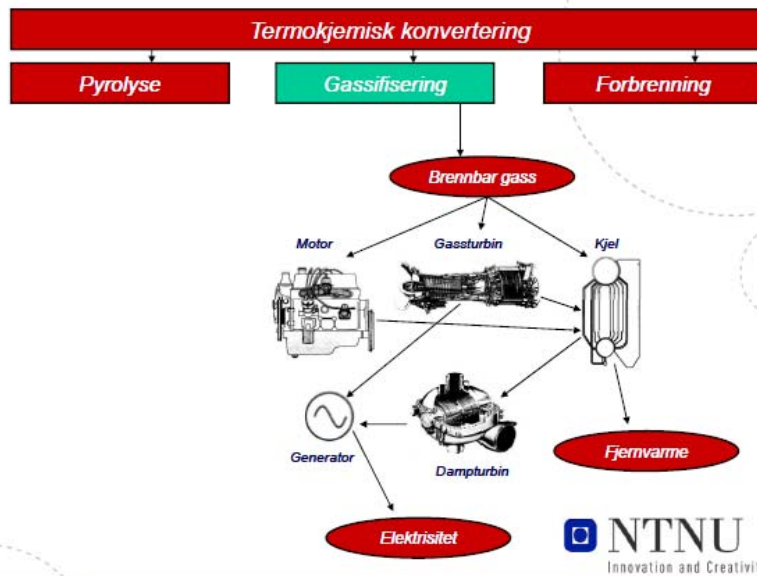 Termokjemisk konvertering
Pyrolyse
Gassifisering
Forbrenning
Brennbar gass
Motor
Gassturbin
Kjel
Generator
Dampturbin
Fjernvarme
Elektrisitet
NTNU
Innovation and Creativi